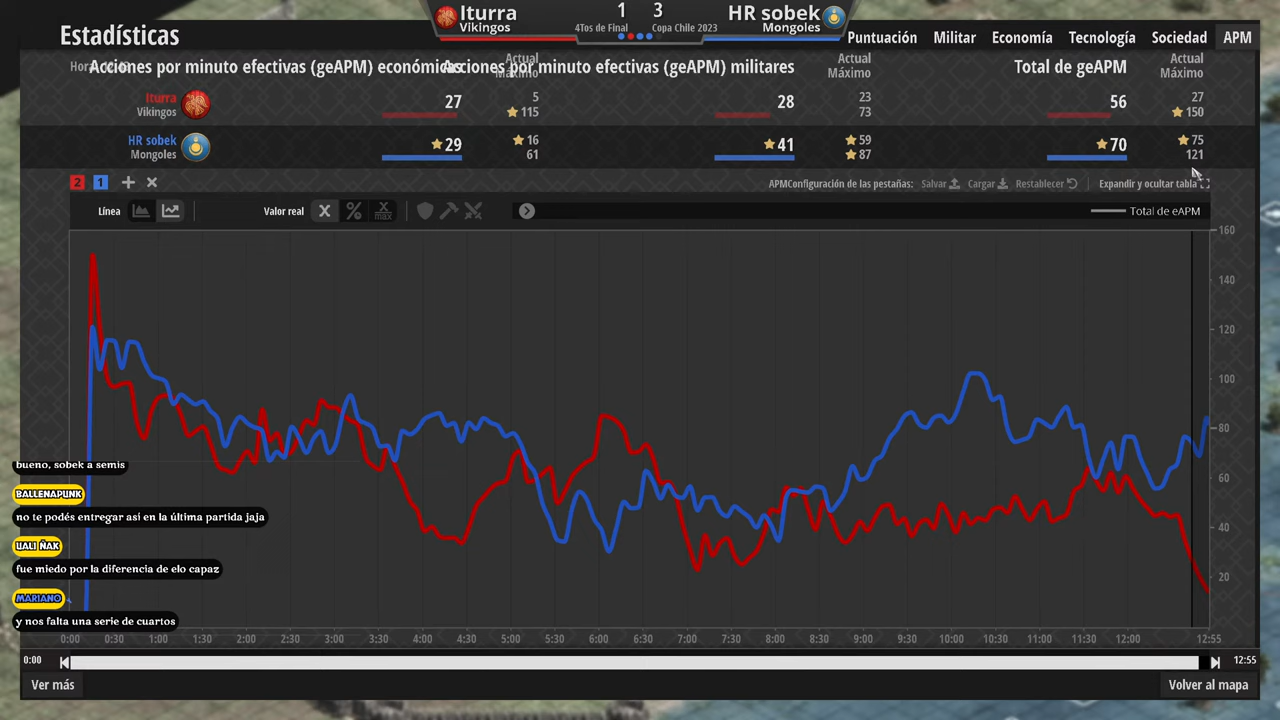 Iturra
Vikingos
1 3
4Tos de Final Copa Chile 2023
HR sobek
Mongoles
Estadísticas
Puntuación Militar Economía Tecnología Sociedad APM
Acciones por minuto efectivas (geAPM) económicas
Actual
Máximo
Acciones por minuto efectivas (geAPM) militares
Actual
Máximo
Total de geAPM
Actual
Máximo
Iturra
Vikingos
27
5
115
28
23
73
56
27
150
HR sobek
Mongoles
29
16
61
41
59
87
70
75
121
2 1
APMConfiguración de las pestañas: Salvar Cargar Restablecer Expandir y ocultar tabla
Línea Valor real X % X max
Total de eAPM
160
140
120
100
80
60
40
20
bueno, sobek a semis
BALLENAPUNK
no te podés entregar asi en la última partida jaja
UALI ÑAK
fue miedo por la diferencia de elo capaz
MARIANO
y nos falta una serie de cuartos
0:00 0:30 1:00 1:30 2:00 2:30 3:00 3:30 4:00 4:30 5:00 5:30 6:00 6:30 7:00 7:30 8:00 8:30 9:00 9:30 10:00 10:30 11:00 11:30 12:00 12:55
0:00 12:55
Ver más Volver al mapa